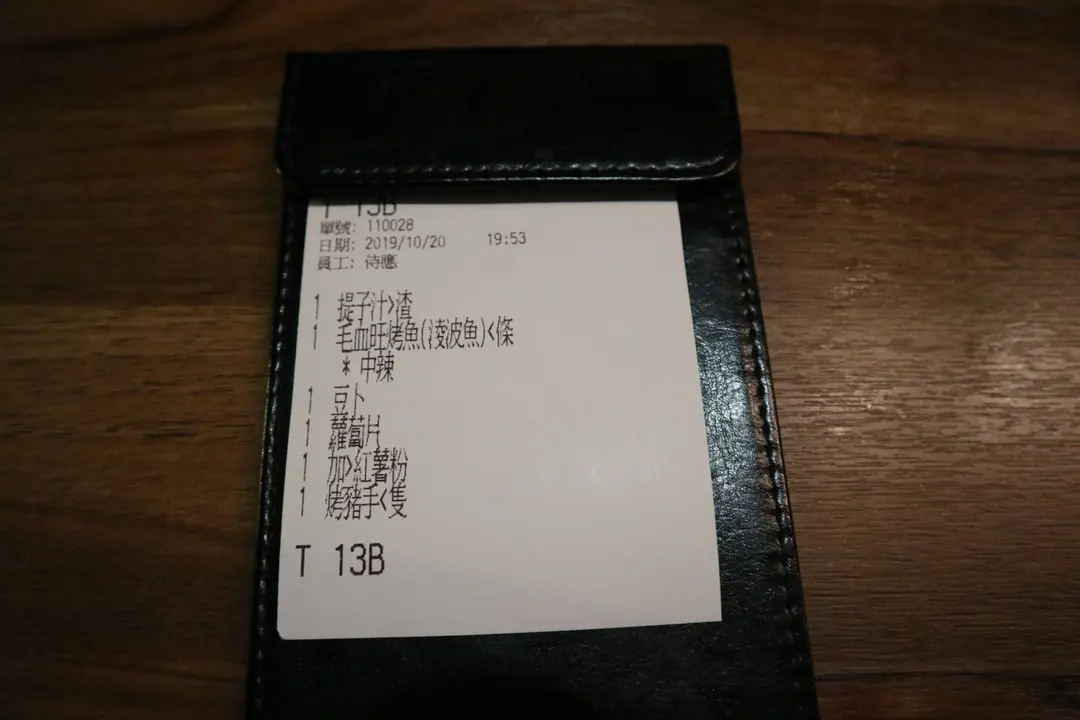 T 13B
單號: 110028
日期: 2019/10/20 19:53
員工: 侍應
1 提子汁>渣
1 毛血旺烤魚(淩波魚)<條
* 中辣
1 豆卜
1 蘿蔔片
1 加>紅薯粉
1 烤豬手<隻
T 13B